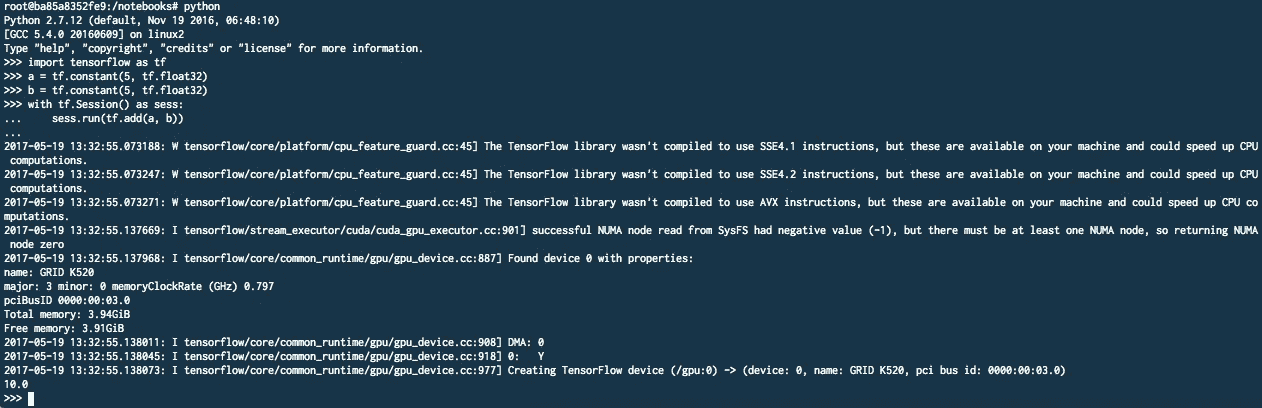 root@ba85a8352fe9:/notebooks# python
Python 2.7.12 (default, Nov 19 2016, 06:48:10)
[GCC 5.4.0 20160609] on linux2
Type "help", "copyright", "credits" or "license" for more information.
>>> import tensorflow as tf
>>> a = tf.constant(5, tf.float32)
>>> b = tf.constant(5, tf.float32)
>>> with tf.Session() as sess:
...     sess.run(tf.add(a, b))
...
2017-05-19 13:32:55.073188: W tensorflow/core/platform/cpu_feature_guard.cc:45] The TensorFlow library wasn't compiled to use SSE4.1 instructions, but these are available on your machine and could speed up CPU
 computations.
2017-05-19 13:32:55.073247: W tensorflow/core/platform/cpu_feature_guard.cc:45] The TensorFlow library wasn't compiled to use SSE4.2 instructions, but these are available on your machine and could speed up CPU
 computations.
2017-05-19 13:32:55.073271: W tensorflow/core/platform/cpu_feature_guard.cc:45] The TensorFlow library wasn't compiled to use AVX instructions, but these are available on your machine and could speed up CPU co
mputations.
2017-05-19 13:32:55.137669: I tensorflow/stream_executor/cuda/cuda_gpu_executor.cc:901] successful NUMA node read from SysFS had negative value (-1), but there must be at least one NUMA node, so returning NUMA
 node zero
2017-05-19 13:32:55.137968: I tensorflow/core/common_runtime/gpu/gpu_device.cc:887] Found device 0 with properties:
name: GRID K520
major: 3 minor: 0 memoryClockRate (GHz) 0.797
pciBusID 0000:00:03.0
Total memory: 3.94GiB
Free memory: 3.91GiB
2017-05-19 13:32:55.138011: I tensorflow/core/common_runtime/gpu/gpu_device.cc:908] DMA: 0
2017-05-19 13:32:55.138045: I tensorflow/core/common_runtime/gpu/gpu_device.cc:918] 0:   Y
2017-05-19 13:32:55.138073: I tensorflow/core/common_runtime/gpu/gpu_device.cc:977] Creating TensorFlow device (/gpu:0) -> (device: 0, name: GRID K520, pci bus id: 0000:00:03.0)
10.0
>>>